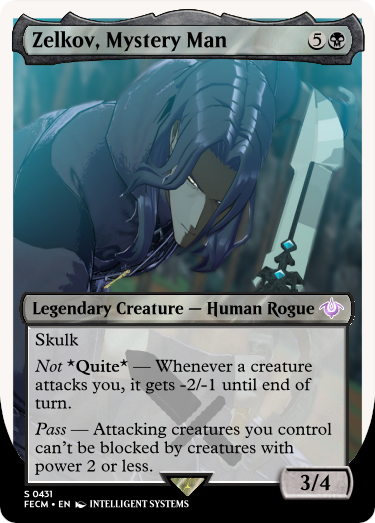 Zelkov, Mystery Man 5
Legendary Creature — Human Rogue
Skulk
Not *Quite* — Whenever a creature
attacks you, it gets -2/-1 until end of
turn.
Pass — Attacking creatures you control
can't be blocked by creatures with
power 2 or less.
3/4
S 0431
FECM • EN INTELLIGENT SYSTEMS